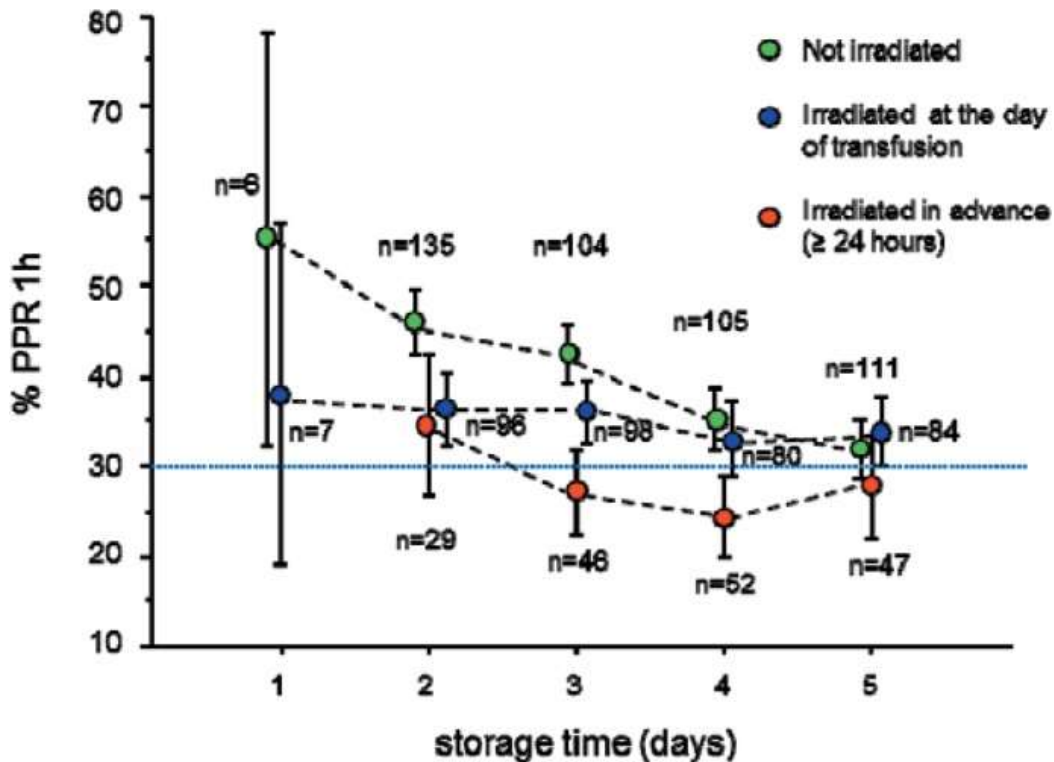 80
70
60
50
40
30
20
10
% PPR 1h
Not irradiated
Irradiated at the day
of transfusion
Irradiated in advance
(≥ 24 hours)
n=135
n=104
n=105
n=111
n=7
n=96
n=98
n=80
n=84
n=29
n=46
n=52
n=47
1 2 3 4 5
storage time (days)